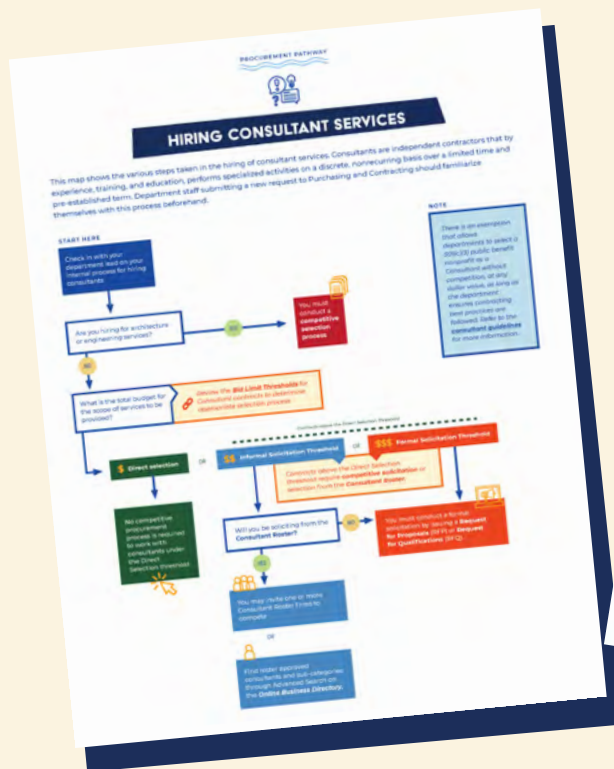 PROCUREMENT PATHWAY
HIRING CONSULTANT SERVICES
This map shows the various steps taken in the hiring of consultant services. Consultants are independent contractors that by
experience, training, and education, performs specialized activities on a discrete, nonrecurring basis over a limited time and
pre-established term. Department staff submitting a new request to Purchasing and Contracting should familiarize
themselves with this process beforehand.
NOTE
There is an exemption
that allows
departments to select a
public benefit
nonprofit as a
Consultant without
competition, at any
dollar value, as long as
the department
ensures contracting
best practices are
followed. Refer to the
consultant guidelines
for more information.
START HERE
Check in with your
department lead on your
internal process for hiring
consultants
Are you hiring for architecture
or engineering services?
YES
You must
conduct a
competitive
selection
process
NO
What is the total budget for
the scope of services to be
provided?
Review the Bid Limit Thresholds for
Consultant contracts to determine
appropriate selection process.
Contracts above the Direct Selection Threshold
$ Direct selection
OR
$$ Informal Solicitation Threshold
OR
$$$ Formal Solicitation Threshold
Contracts above the Direct Selection
threshold require competitive solicitation or
selection from the Consultant Roster.
No competitive
procurement
process is required
to work with
consultants under
the Direct
Selection threshold
Will you be soliciting from the
Consultant Roster?
NO
You must conduct a formal
solicitation by issuing a Request
for Proposals (RFP) or Request
for Qualifications (RFQ).
YES
You may invite one or more
Consultant Roster firms to
compete
OR
Find roster approved
consultants and sub-categories
through Advanced Search on
the Online Business Directory.